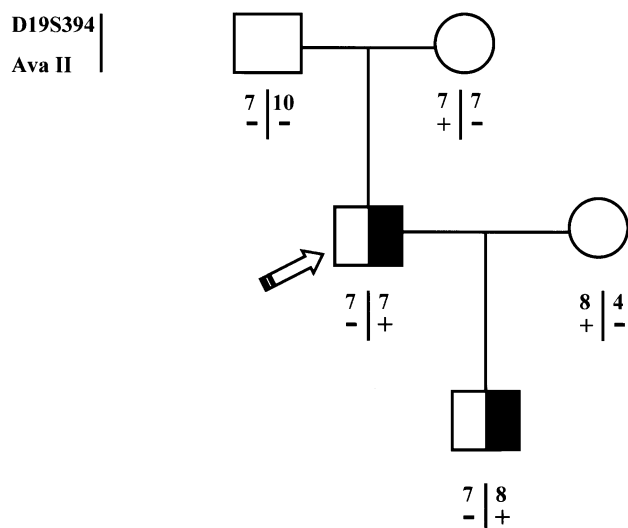 D19S394
Ava II
7 | 10
- | -
7 | 7
+ | -
7 | 7
- | +
8 | 4
+ | -
7 | 8
- | +